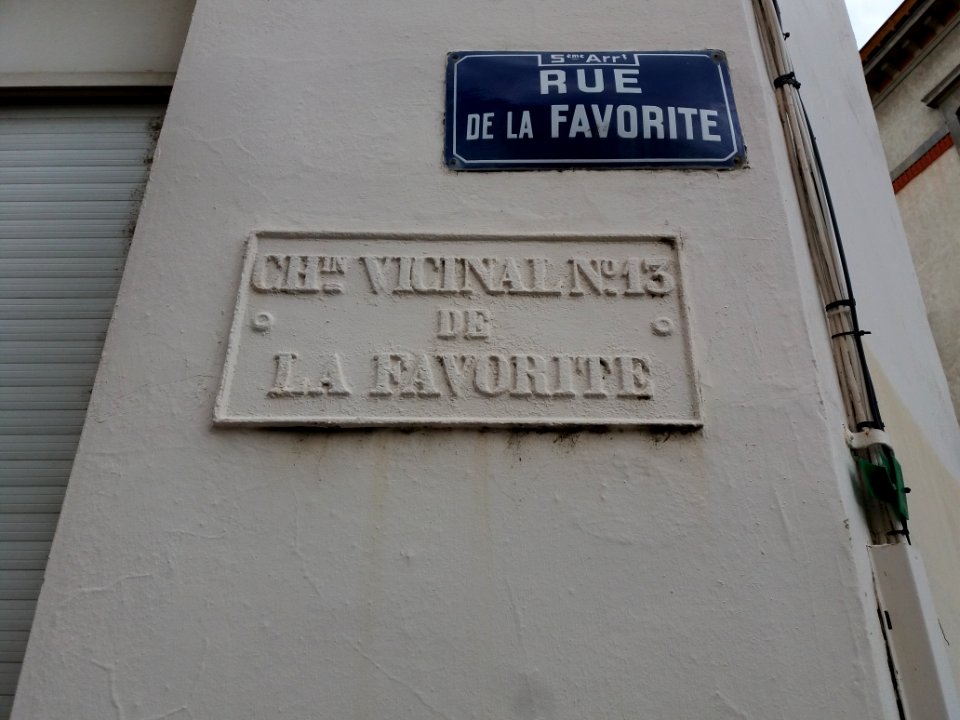 5ème Arrt
RUE
DE LA FAVORITE
CHIN VICINAL No.13
DE
LA FAVORITE